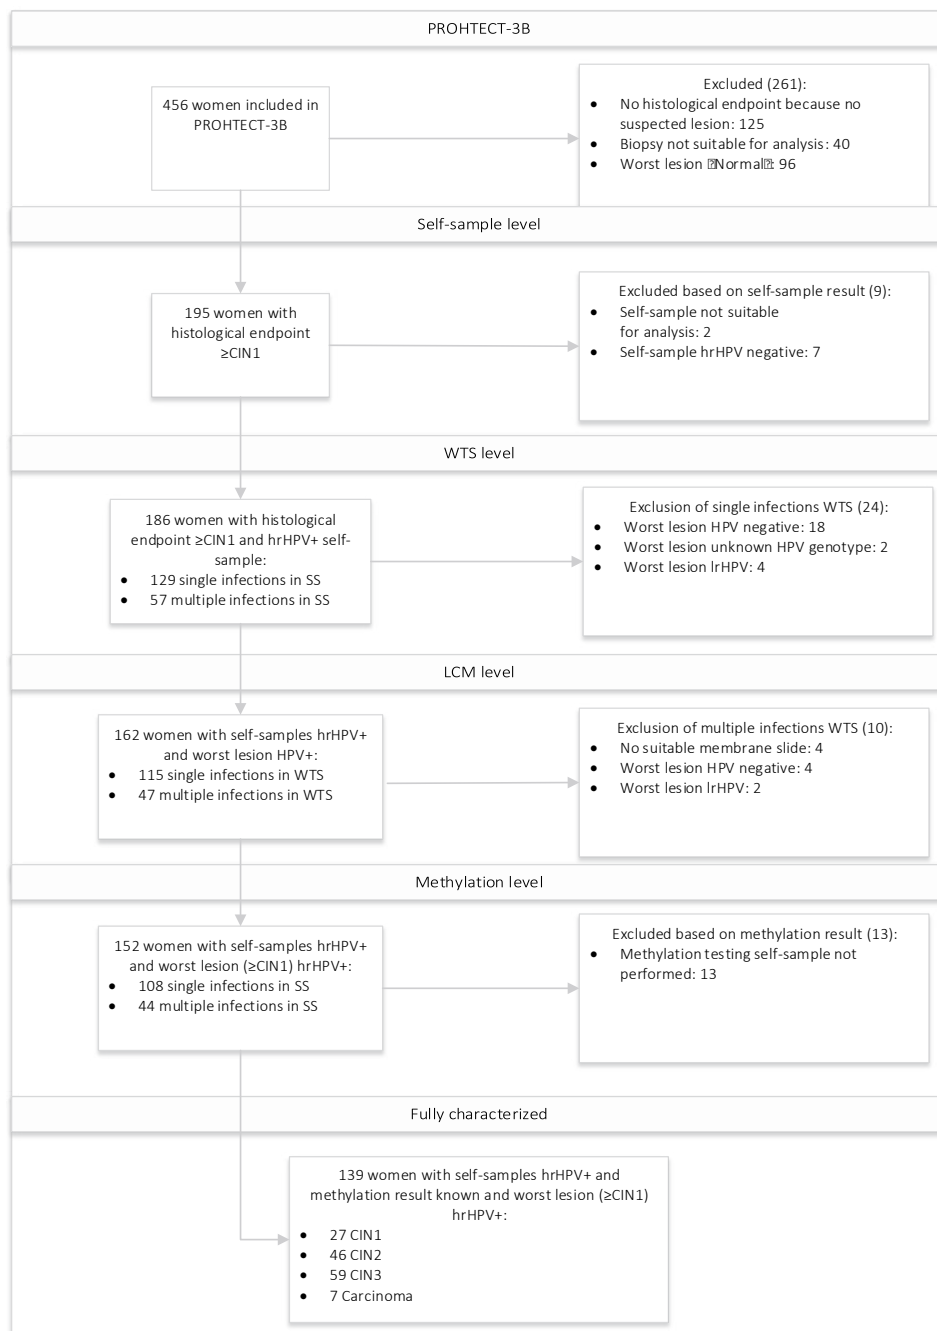 PROHTECT-3B
456 women included in
PROHTECT-3B
Excluded (261):
• No histological endpoint because no
suspected lesion: 125
• Biopsy not suitable for analysis: 40
• Worst lesion Normal: 96
Self-sample level
195 women with
histological endpoint
≥CIN1
Excluded based on self-sample result (9):
• Self-sample not suitable
for analysis: 2
• Self-sample hrHPV negative: 7
WTS level
186 women with histological
endpoint ≥CIN1 and hrHPV+ self-
sample:
• 129 single infections in SS
• 57 multiple infections in SS
Exclusion of single infections WTS (24):
• Worst lesion HPV negative: 18
• Worst lesion unknown HPV genotype: 2
• Worst lesion lrHPV: 4
LCM level
162 women with self-samples hrHPV+
and worst lesion HPV+:
• 115 single infections in WTS
• 47 multiple infections in WTS
Exclusion of multiple infections WTS (10):
• No suitable membrane slide: 4
• Worst lesion HPV negative: 4
• Worst lesion lrHPV: 2
Methylation level
152 women with self-samples hrHPV+
and worst lesion (≥CIN1) hrHPV+:
• 108 single infections in SS
• 44 multiple infections in SS
Excluded based on methylation result (13):
• Methylation testing self-sample not
performed: 13
Fully characterized
139 women with self-samples hrHPV+ and
methylation result known and worst lesion (≥CIN1)
hrHPV+:
• 27 CIN1
• 46 CIN2
• 59 CIN3
• 7 Carcinoma